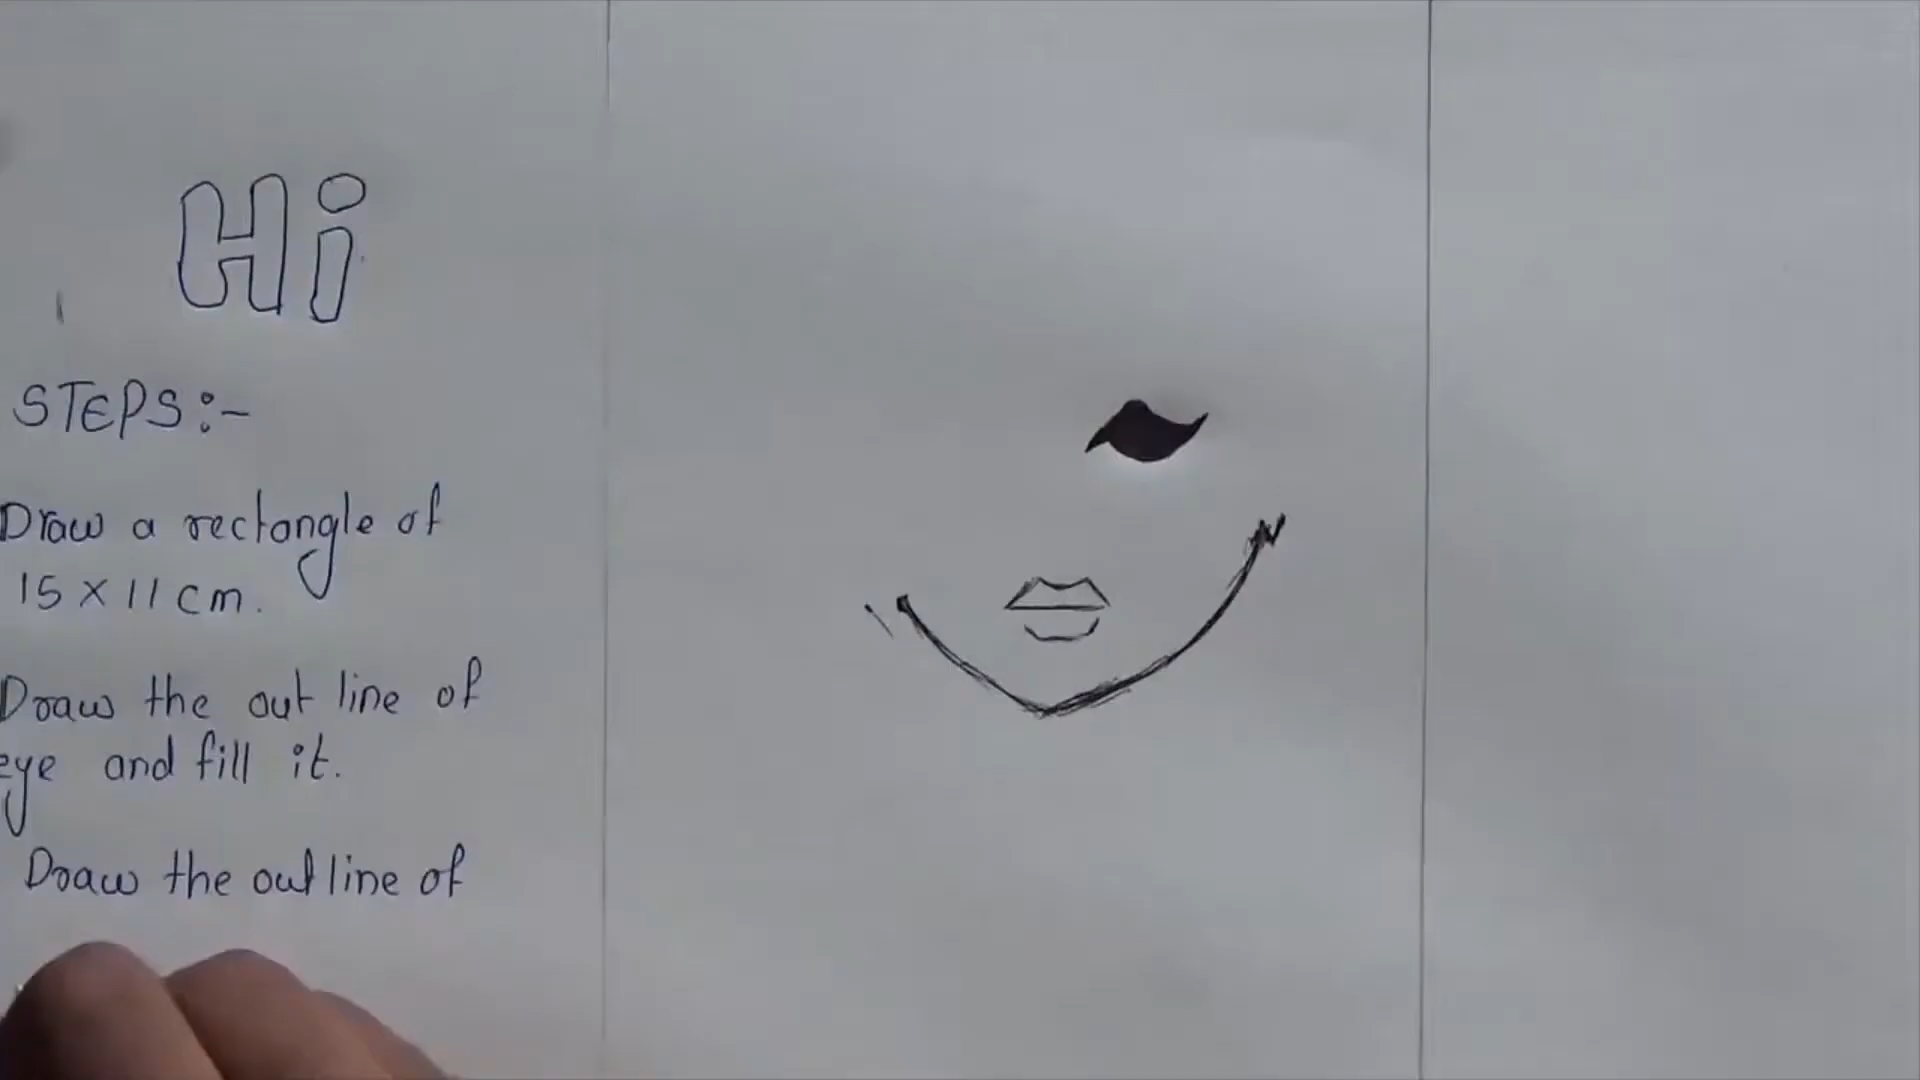 Hi
STEPS:-
Draw a rectangle of
15 x 11 cm.
Draw the out line of
eye and fill it.
Draw the out line of